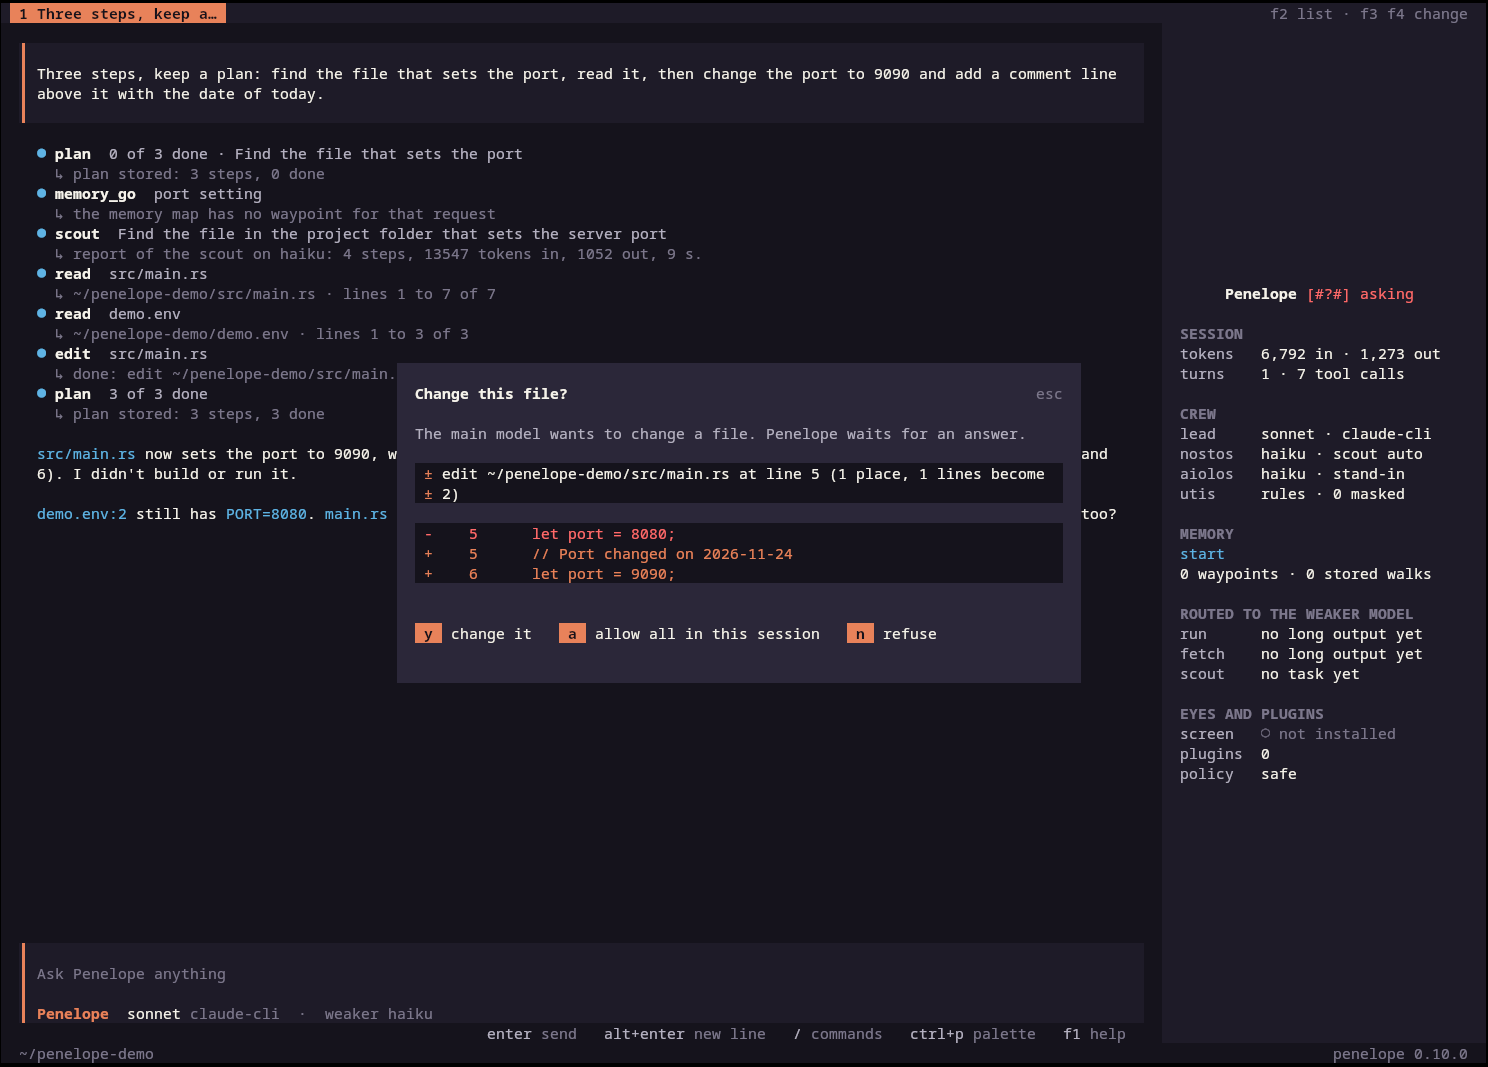 1 Three steps, keep a…
f2 list · f3 f4 change
Three steps, keep a plan: find the file that sets the port, read it, then change the port to 9090 and add a comment line
above it with the date of today.
● plan  0 of 3 done · Find the file that sets the port
↳ plan stored: 3 steps, 0 done
● memory_go  port setting
↳ the memory map has no waypoint for that request
● scout  Find the file in the project folder that sets the server port
↳ report of the scout on haiku: 4 steps, 13547 tokens in, 1052 out, 9 s.
● read  src/main.rs
↳ ~/penelope-demo/src/main.rs · lines 1 to 7 of 7
● read  demo.env
↳ ~/penelope-demo/demo.env · lines 1 to 3 of 3
● edit  src/main.rs
↳ done: edit ~/penelope-demo/src/main.
● plan  3 of 3 done
↳ plan stored: 3 steps, 3 done
src/main.rs now sets the port to 9090, w
and
6). I didn't build or run it.
demo.env:2 still has PORT=8080. main.rs
too?
Change this file?
esc
The main model wants to change a file. Penelope waits for an answer.
± edit ~/penelope-demo/src/main.rs at line 5 (1 place, 1 lines become
± 2)
-    5      let port = 8080;
+    5      // Port changed on 2026-11-24
+    6      let port = 9090;
y change it   a allow all in this session   n refuse
Penelope [#?#] asking
SESSION
tokens   6,792 in · 1,273 out
turns    1 · 7 tool calls
CREW
lead     sonnet · claude-cli
nostos   haiku · scout auto
aiolos   haiku · stand-in
utis     rules · 0 masked
MEMORY
start
0 waypoints · 0 stored walks
ROUTED TO THE WEAKER MODEL
run      no long output yet
fetch    no long output yet
scout    no task yet
EYES AND PLUGINS
screen   ○ not installed
plugins  0
policy   safe
Ask Penelope anything
Penelope  sonnet claude-cli  ·  weaker haiku
enter send   alt+enter new line   / commands   ctrl+p palette   f1 help
~/penelope-demo
penelope 0.10.0